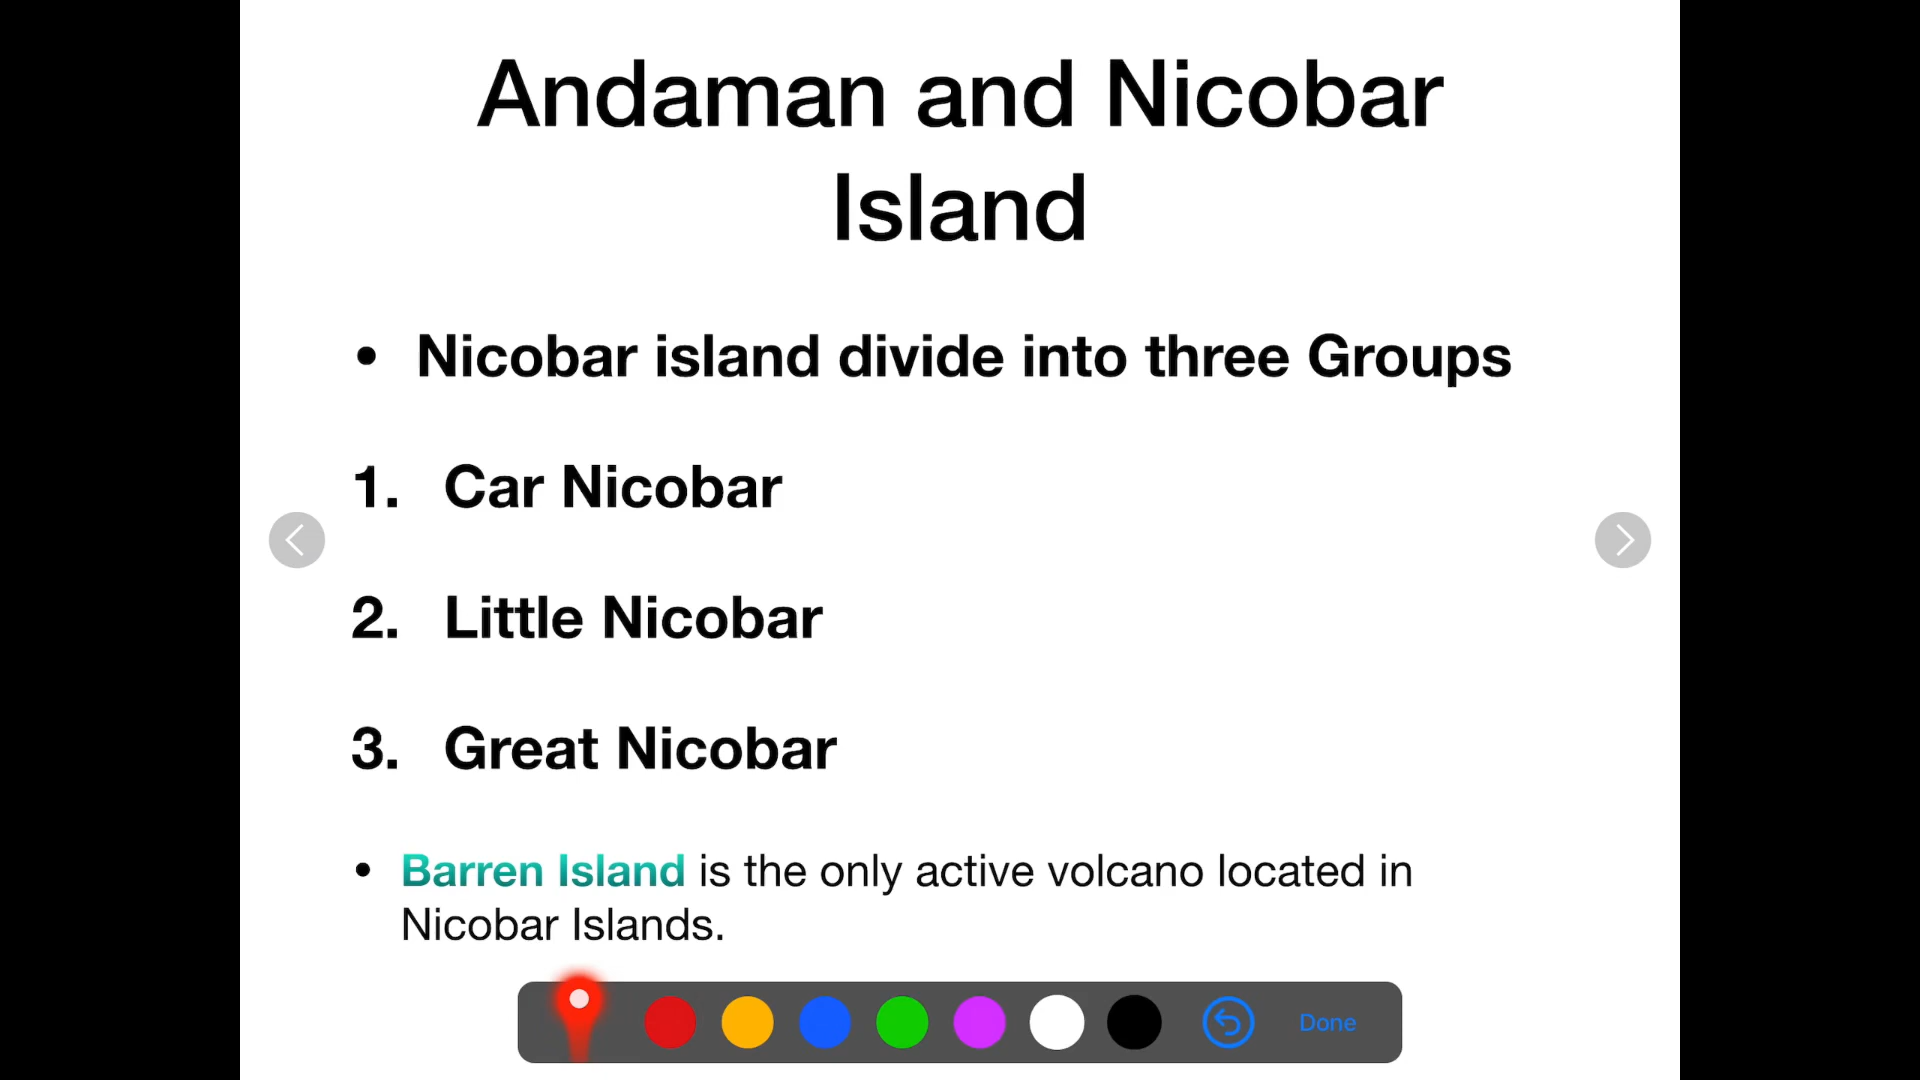 Andaman and Nicobar
Island
• Nicobar island divide into three Groups
1. Car Nicobar
2. Little Nicobar
3. Great Nicobar
• Barren Island is the only active volcano located in
Nicobar Islands.
Done